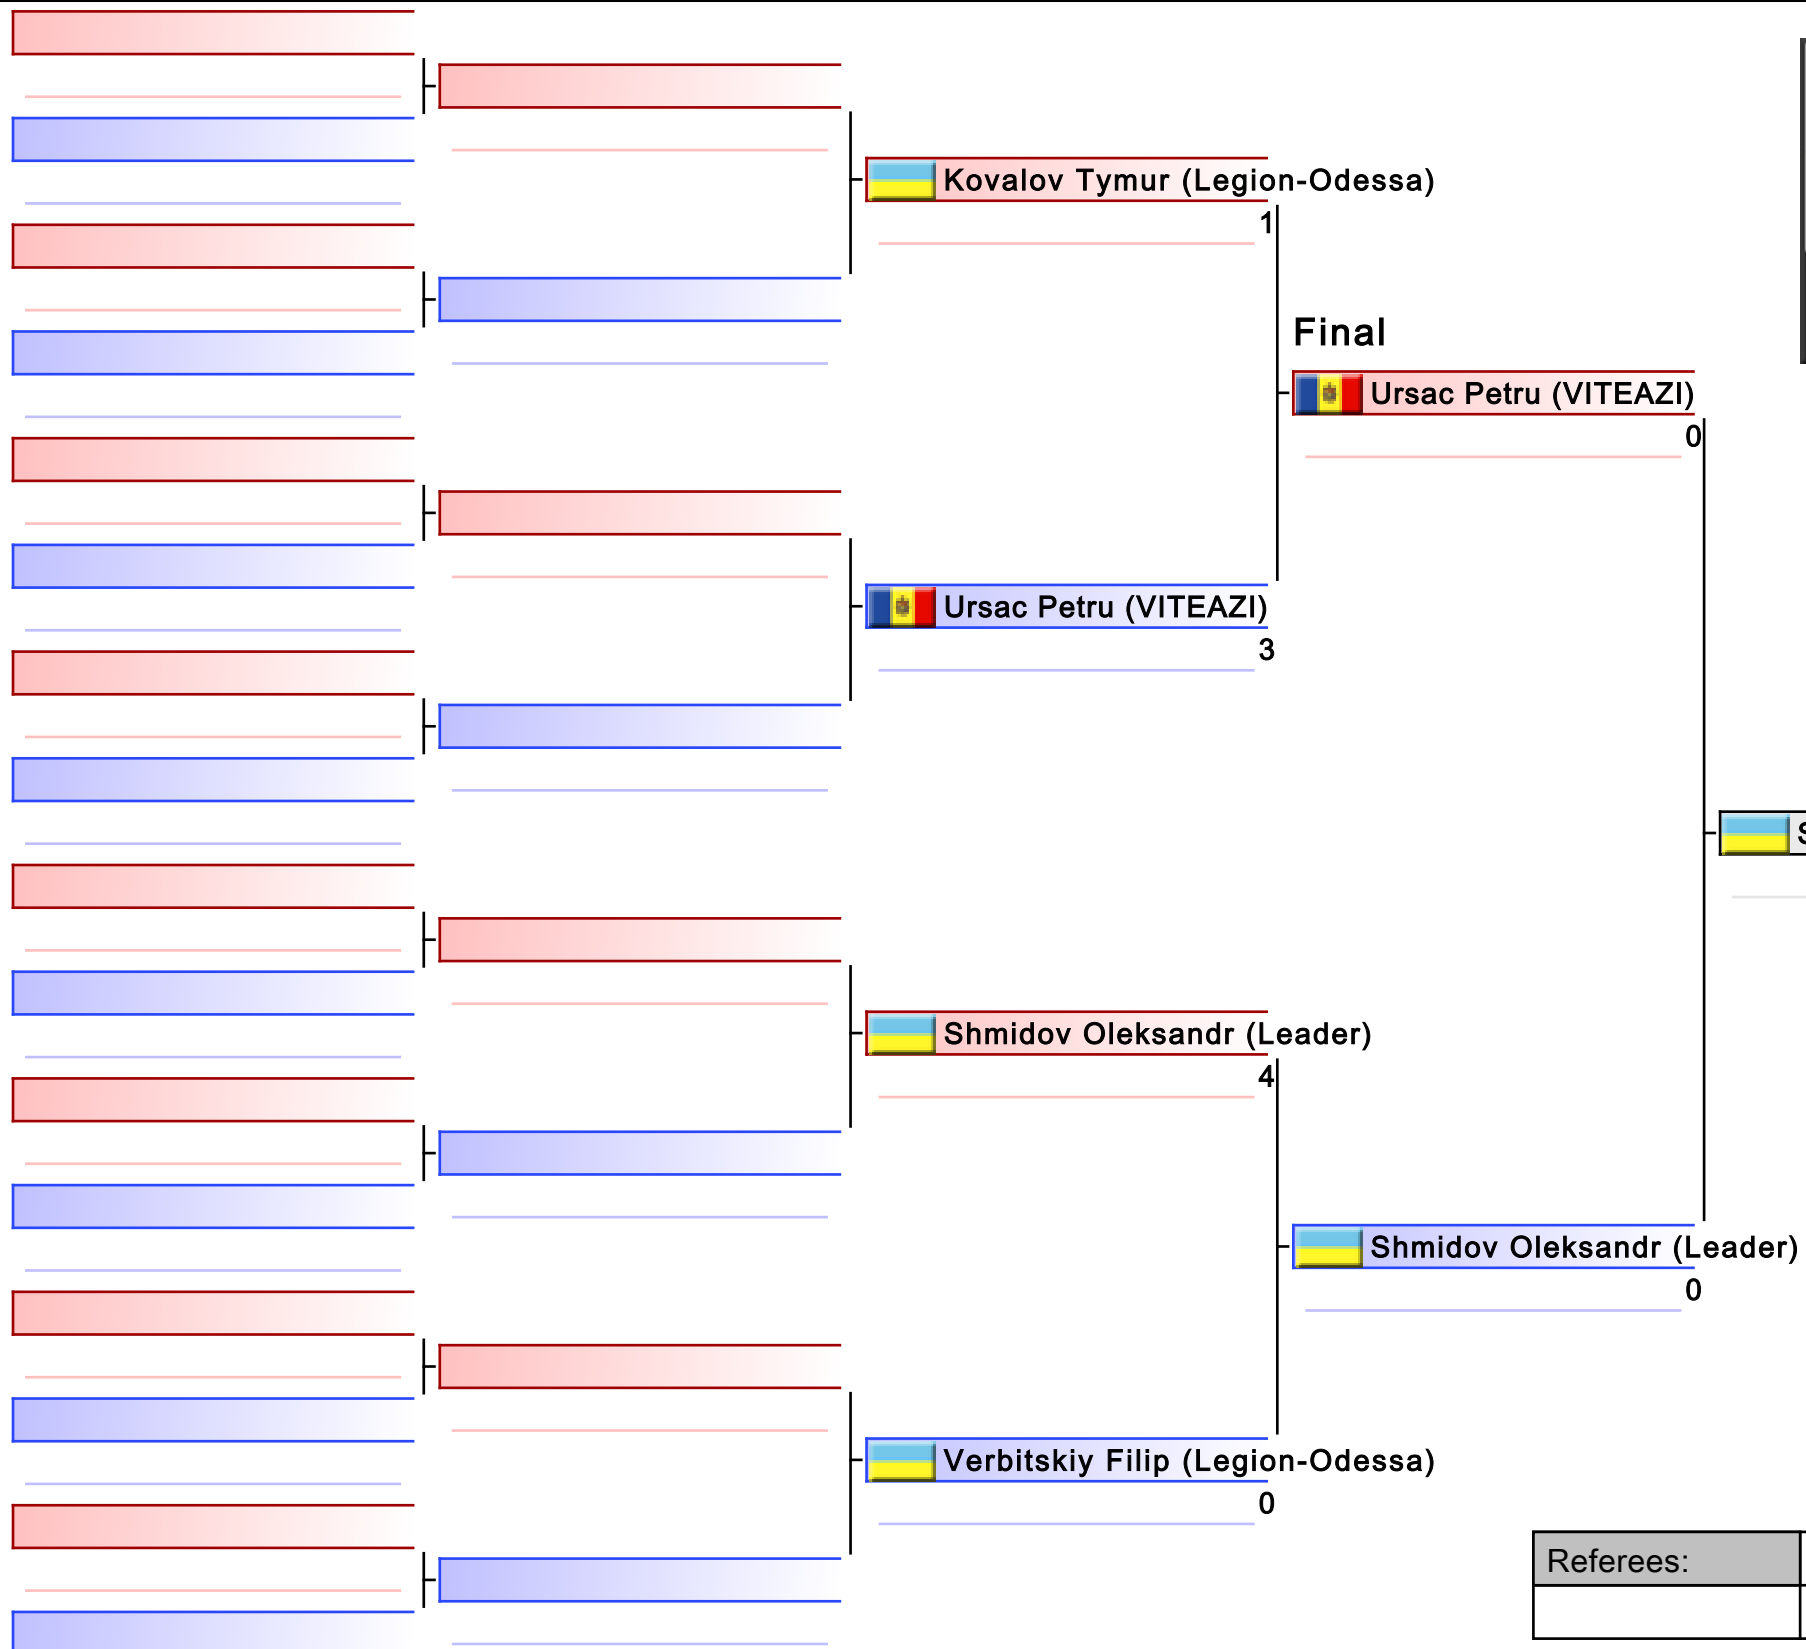 Kovalov Tymur (Legion-Odessa)
1
Final
Ursac Petru (VITEAZI)
0
Ursac Petru (VITEAZI)
3
S
Shmidov Oleksandr (Leader)
4
Shmidov Oleksandr (Leader)
0
Verbitskiy Filip (Legion-Odessa)
0
Referees: